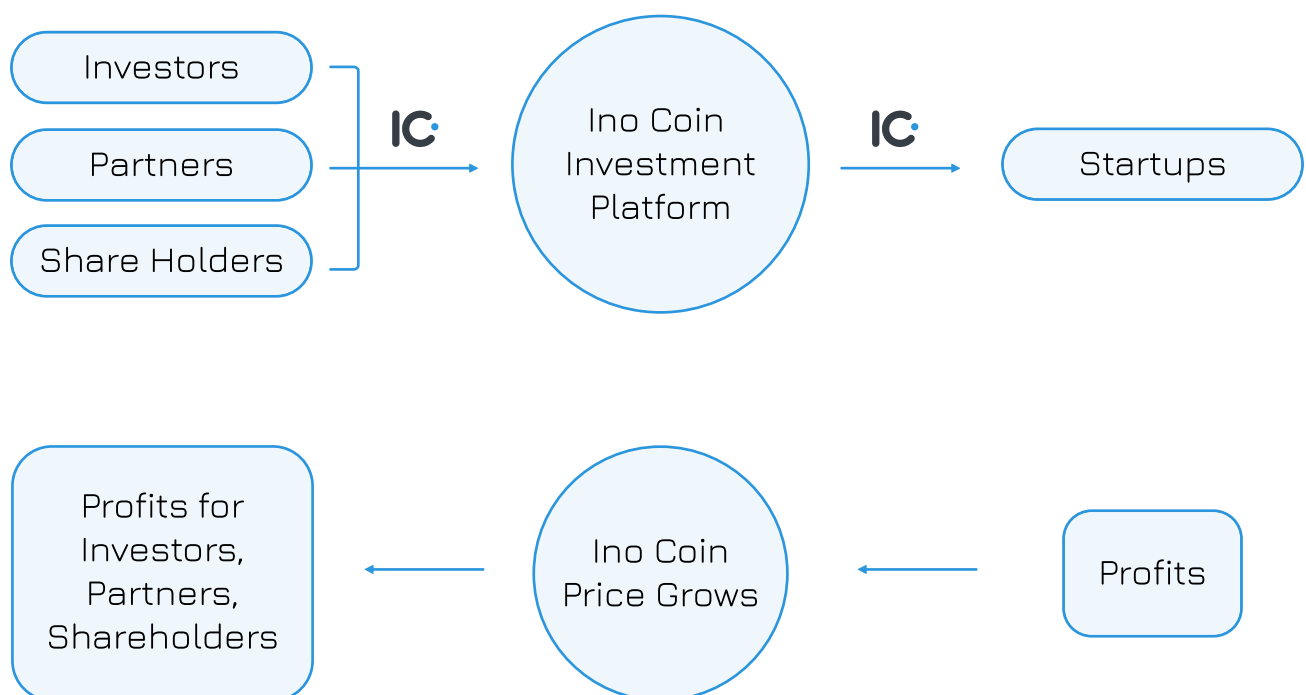 Investors
Partners
Share Holders
IC
Ino Coin
Investment
Platform
IC
Startups
Profits for
Investors,
Partners,
Shareholders
Ino Coin
Price Grows
Profits